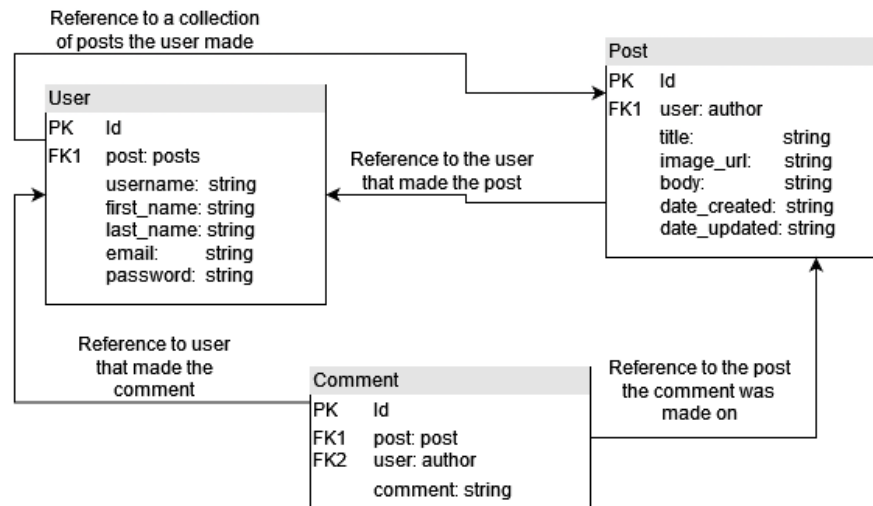 Reference to a collection
of posts the user made
Post
PK Id
FK1 user: author
title: string
image_url: string
body: string
date_created: string
date_updated: string
User
PK Id
FK1 post: posts
username: string
first_name: string
last_name: string
email: string
password: string
Reference to the user
that made the post
Reference to user
that made the
comment
Comment
PK Id
FK1 post: post
FK2 user: author
comment: string
Reference to the post
the comment was
made on